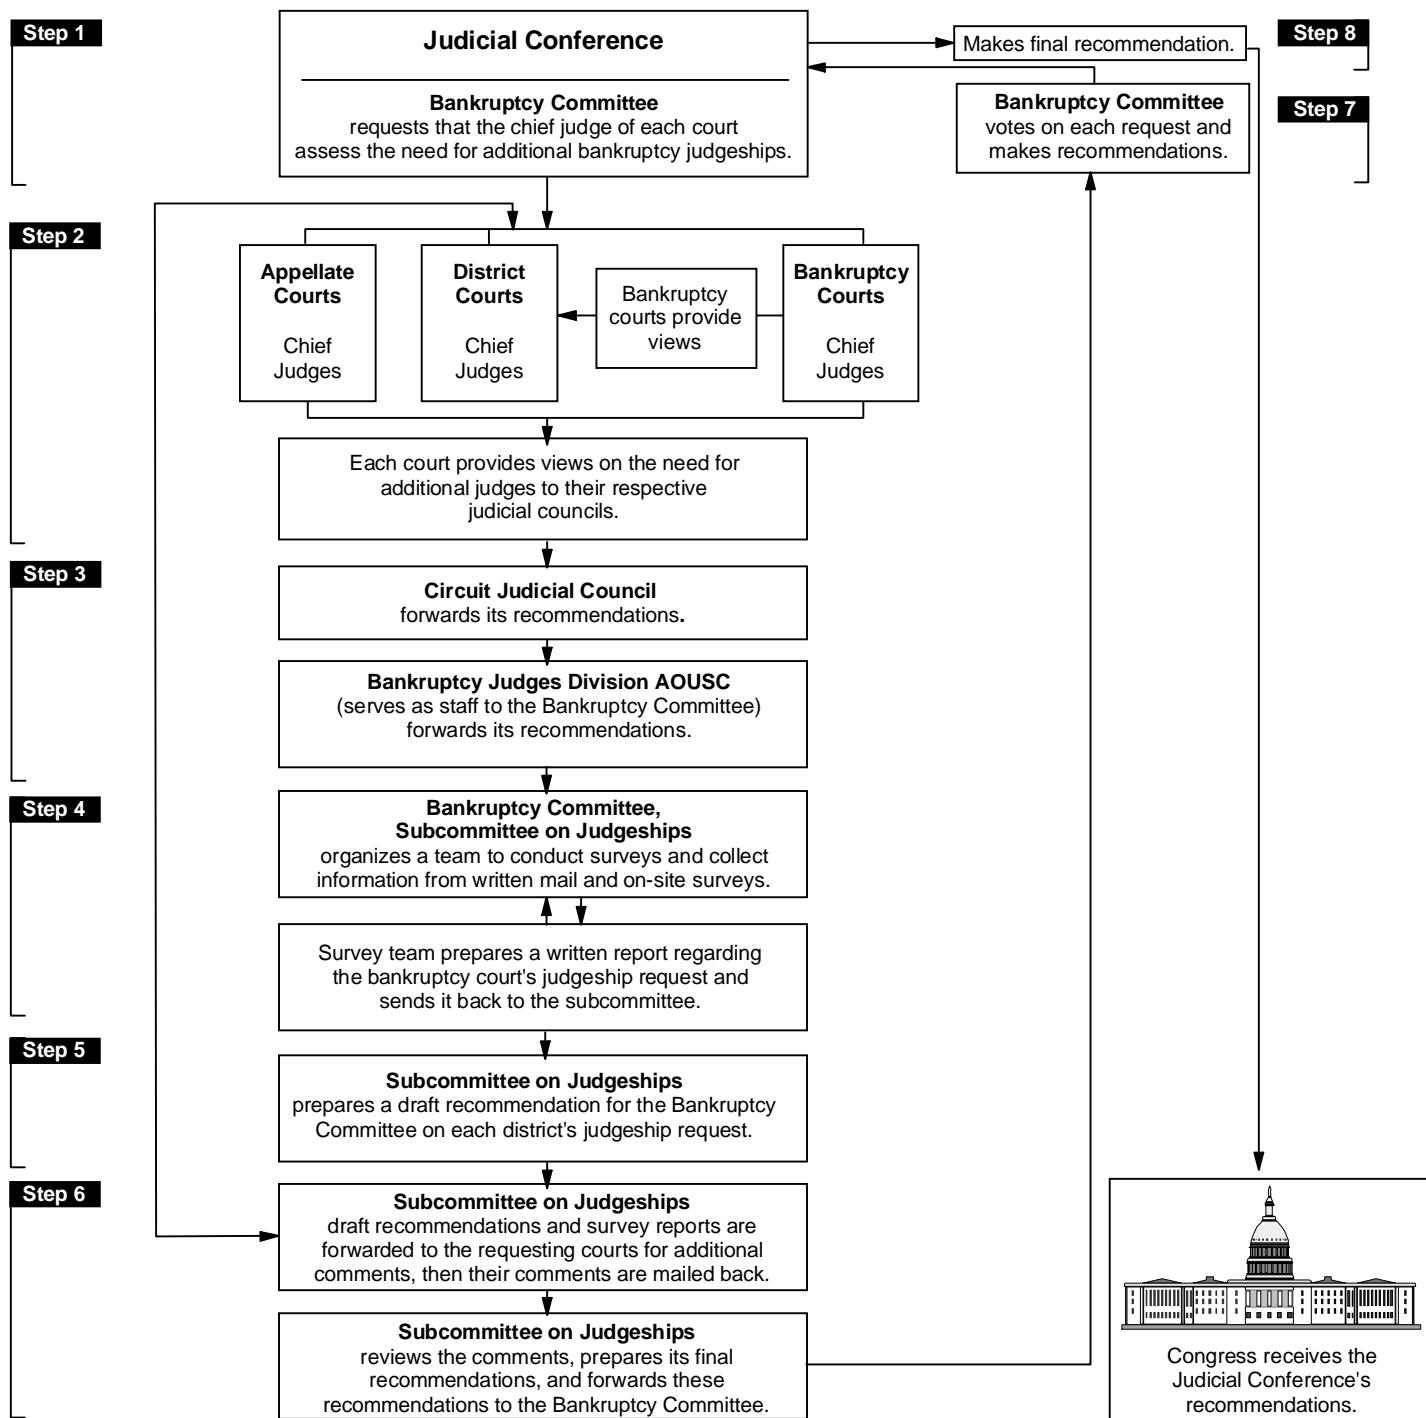 Step 1
Judicial Conference
Bankruptcy Committee
requests that the chief judge of each court
assess the need for additional bankruptcy judgeships.
Makes final recommendation.
Step 8
Bankruptcy Committee
votes on each request and
makes recommendations.
Step 7
Step 2
Appellate
Courts
Chief
Judges
District
Courts
Chief
Judges
Bankruptcy
courts provide
views
Bankruptcy
Courts
Chief
Judges
Each court provides views on the need for
additional judges to their respective
judicial councils.
Step 3
Circuit Judicial Council
forwards its recommendations.
Bankruptcy Judges Division AOUSC
(serves as staff to the Bankruptcy Committee)
forwards its recommendations.
Step 4
Bankruptcy Committee,
Subcommittee on Judgeships
organizes a team to conduct surveys and collect
information from written mail and on-site surveys.
Survey team prepares a written report regarding
the bankruptcy court's judgeship request and
sends it back to the subcommittee.
Step 5
Subcommittee on Judgeships
prepares a draft recommendation for the Bankruptcy
Committee on each district's judgeship request.
Step 6
Subcommittee on Judgeships
draft recommendations and survey reports are
forwarded to the requesting courts for additional
comments, then their comments are mailed back.
Subcommittee on Judgeships
reviews the comments, prepares its final
recommendations, and forwards these
recommendations to the Bankruptcy Committee.
Congress receives the
Judicial Conference's
recommendations.